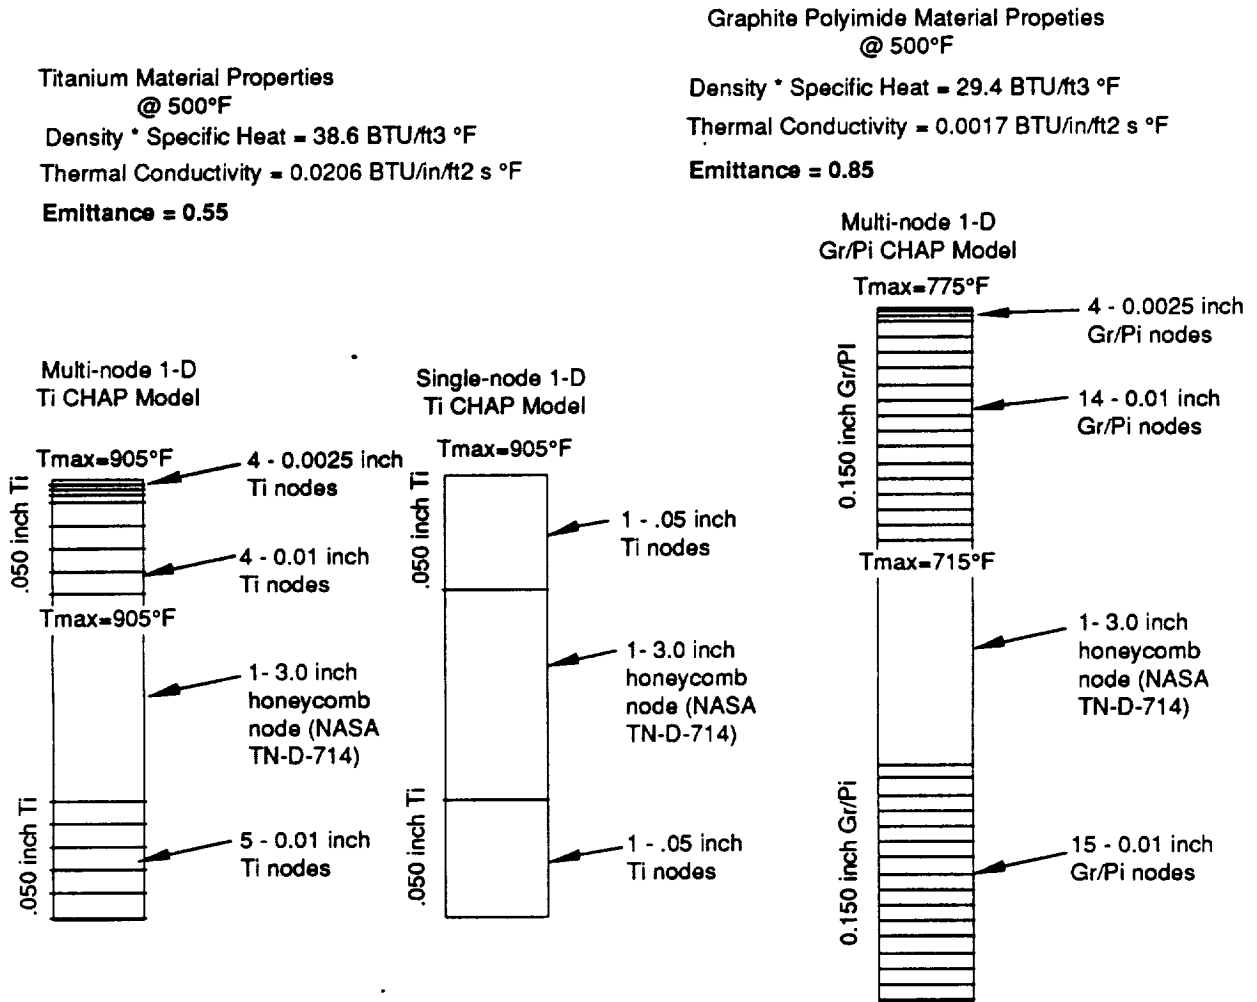 Graphite Polyimide Material Propeties
@ 500°F
Density * Specific Heat = 29.4 BTU/ft3 °F
Thermal Conductivity = 0.0017 BTU/in/ft2 s °F
Emittance = 0.85
Titanium Material Properties
@ 500°F
Density * Specific Heat = 38.6 BTU/ft3 °F
Thermal Conductivity = 0.0206 BTU/in/ft2 s °F
Emittance = 0.55
Multi-node 1-D
Ti CHAP Model
Tmax=905°F
.050 inch Ti
4 - 0.0025 inch
Ti nodes
4 - 0.01 inch
Ti nodes
Tmax=905°F
1- 3.0 inch
honeycomb
node (NASA
TN-D-714)
.050 inch Ti
5 - 0.01 inch
Ti nodes
Single-node 1-D
Ti CHAP Model
Tmax=905°F
.050 inch Ti
1 - .05 inch
Ti nodes
1- 3.0 inch
honeycomb
node (NASA
TN-D-714)
.050 inch Ti
1 - .05 inch
Ti nodes
Multi-node 1-D
Gr/Pi CHAP Model
Tmax=775°F
0.150 inch Gr/PI
4 - 0.0025 inch
Gr/Pi nodes
14 - 0.01 inch
Gr/Pi nodes
Tmax=715°F
1- 3.0 inch
honeycomb
node (NASA
TN-D-714)
0.150 inch Gr/Pi
15 - 0.01 inch
Gr/Pi nodes